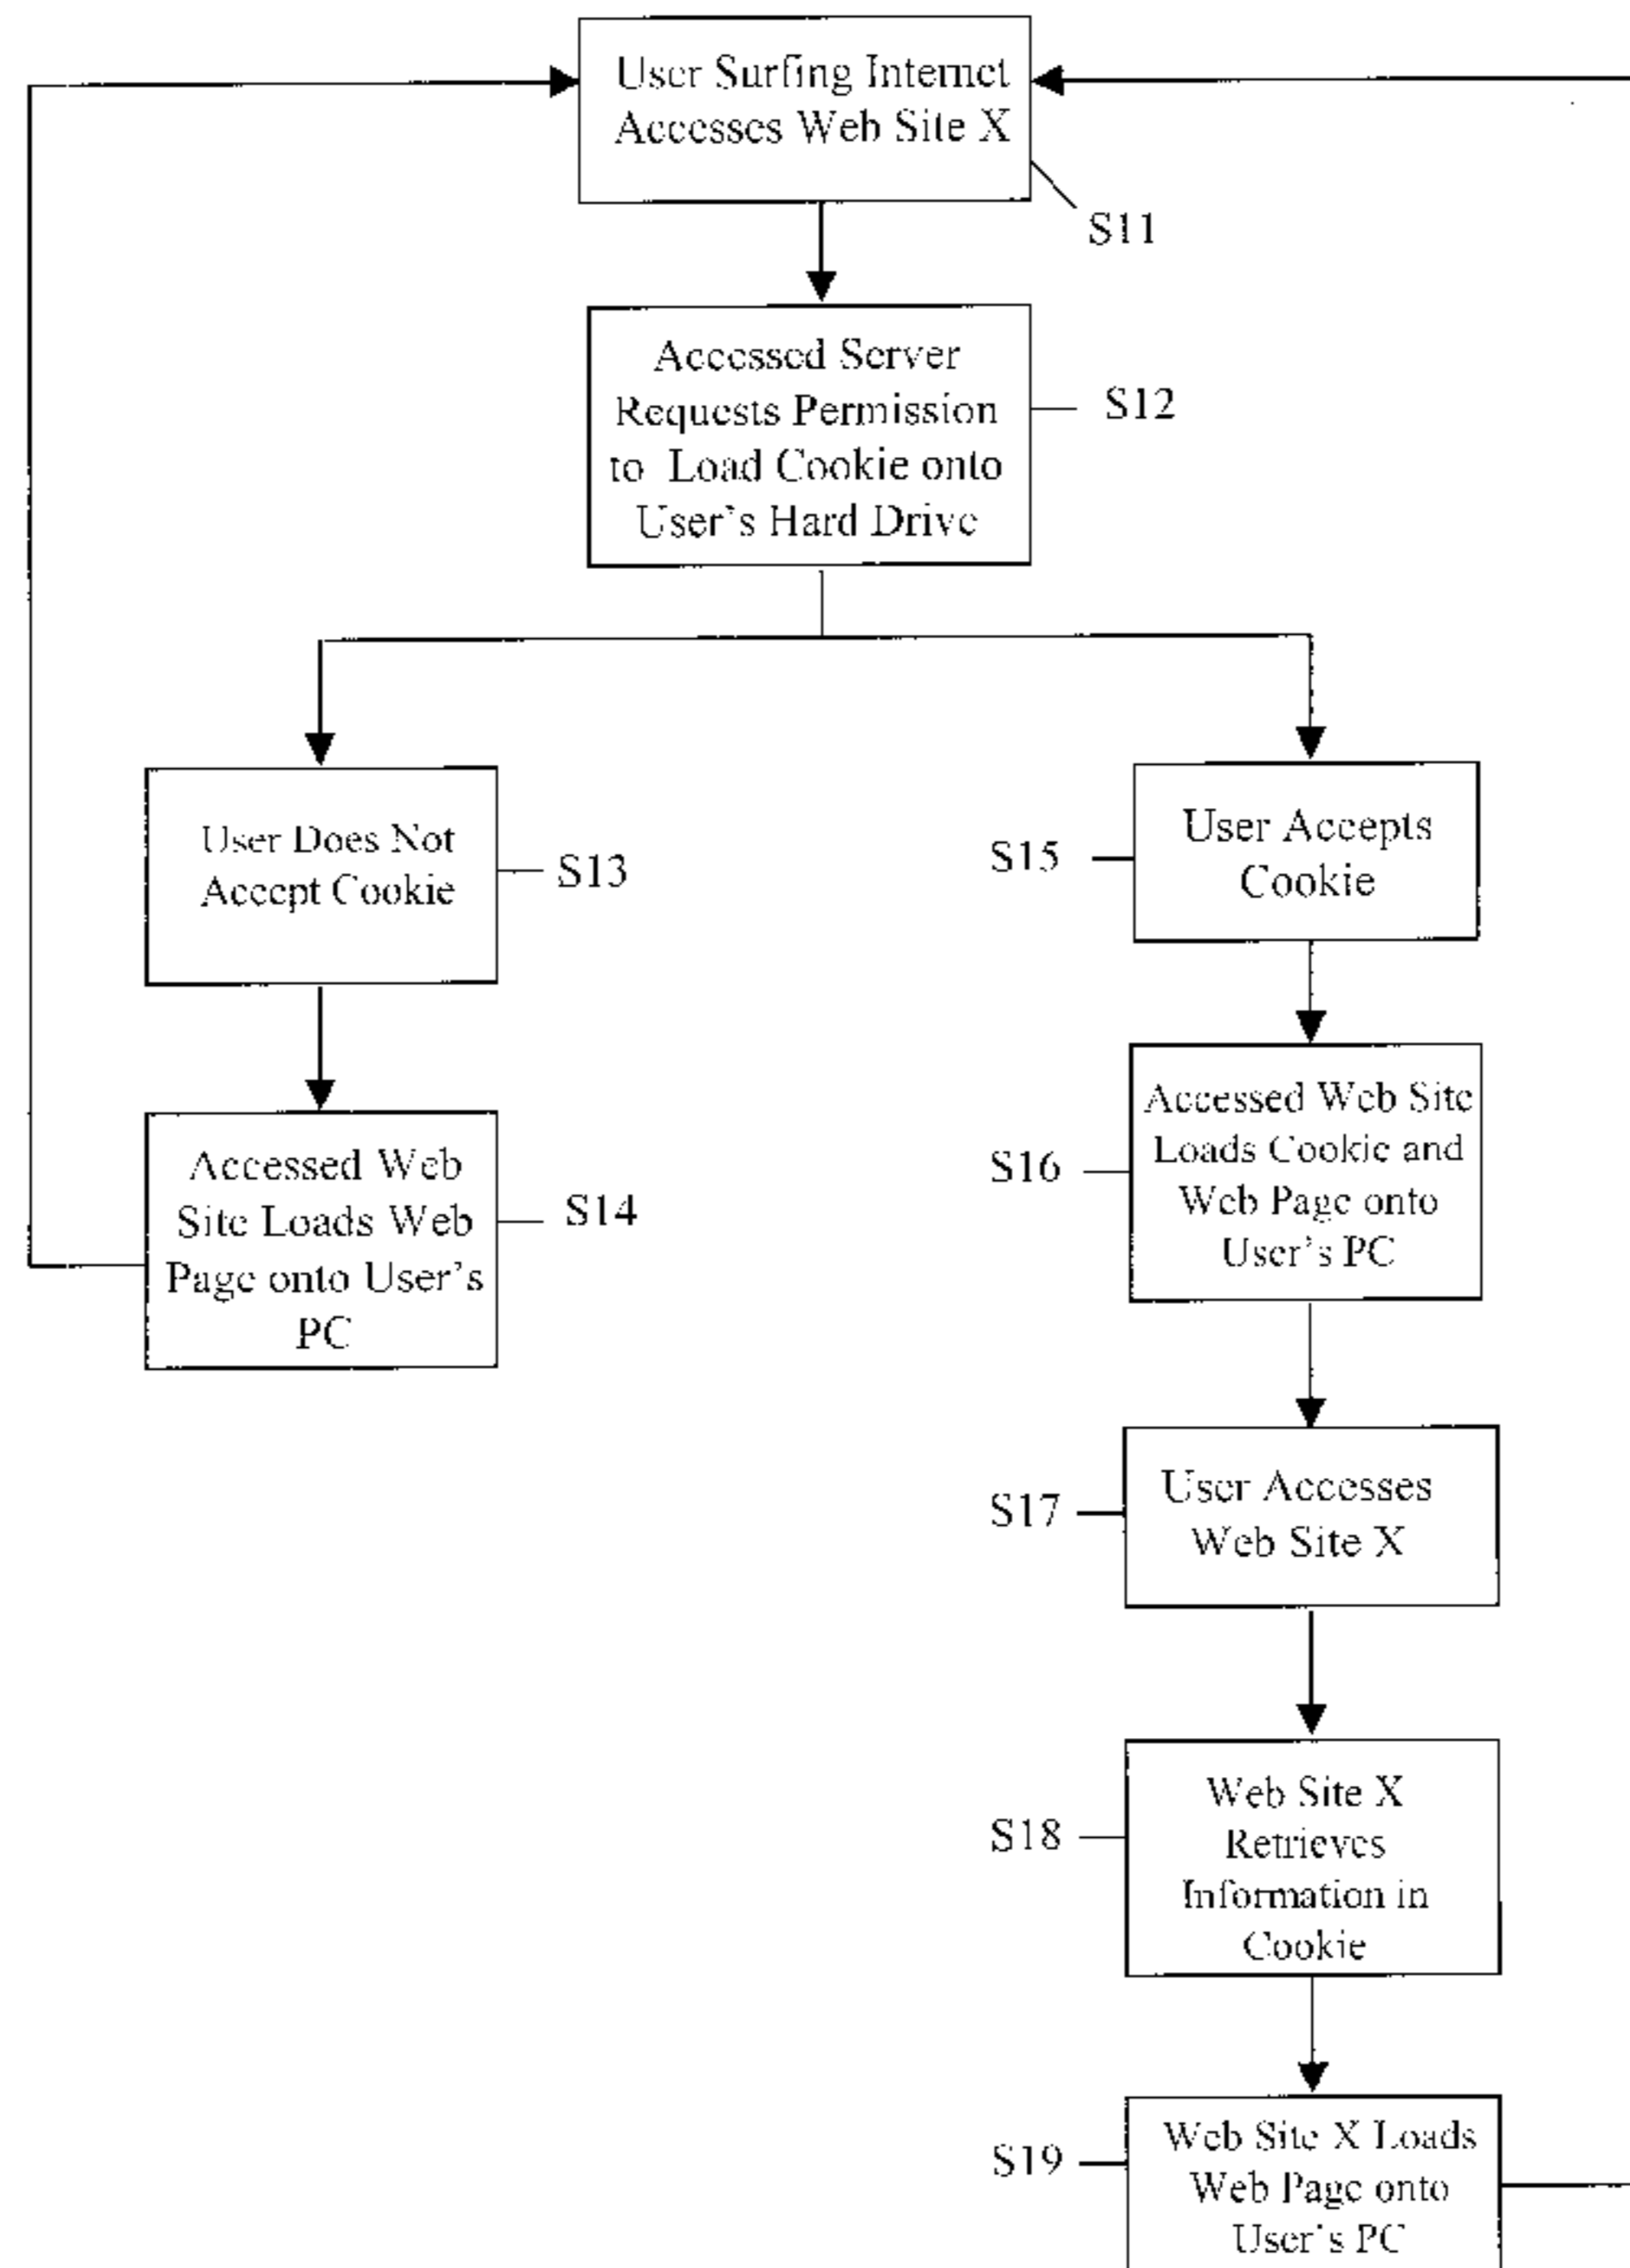 User Surfing Internet
Accesses Web Site X
S11
Accessed Server
Requests Permission
to Load Cookie onto
User's Hard Drive
S12
User Does Not
Accept Cookie
S13
Accessed Web
Site Loads Web
Page onto User's
PC
S14
User Accepts
Cookie
S15
Accessed Web Site
Loads Cookie and
Web Page onto
User's PC
S16
User Accesses
Web Site X
S17
Web Site X
Retrieves
Information in
Cookie
S18
Web Site X Loads
Web Page onto
User's PC
S19